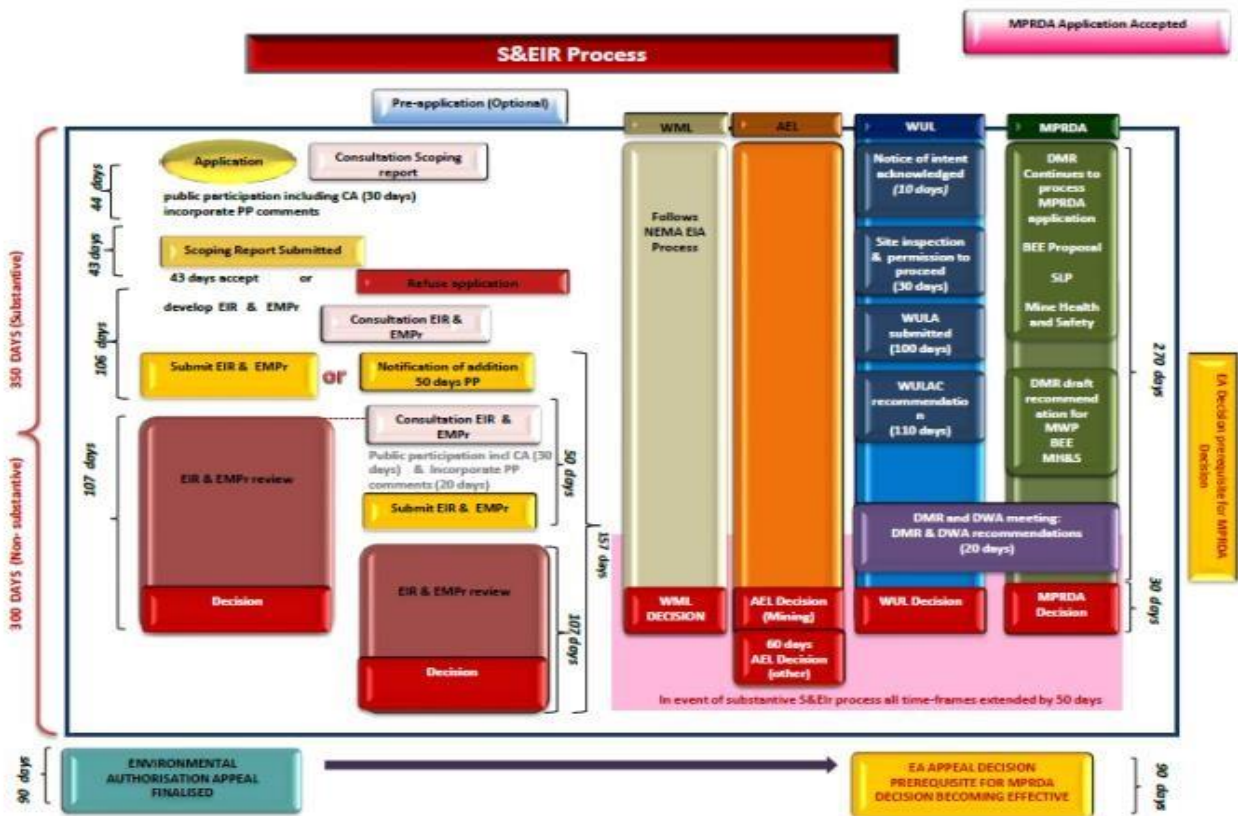 MPRDA Application Accepted
S&EIR Process
Pre-application (Optional)
WML
AEL
WUL
MPRDA
350 DAYS (Substantive)
300 DAYS (Non- substantive)
44 days
Application
Consultation Scoping
report
public participation including CA (30 days)
incorporate PP comments
43 days
Scoping Report Submitted
43 days accept or
Refuse application
106 days
develop EIR & EMPr
Consultation EIR &
EMPr
Submit EIR & EMPr
or
Notification of addition
50 days PP
107 days
EIR & EMPr review
Decision
Consultation EIR &
EMPr
Public participation incl CA (30
days) & Incorporate PP
comments (20 days)
Submit EIR & EMPr
50 days
EIR & EMPr review
Decision
107 days
157 days
Follows
NEMA EIA
Process
WML
DECISION
AEL Decision
(Mining)
60 days
AEL Decision
(other)
Notice of intent
acknowledged
(10 days)
Site inspection
& permission to
proceed
(30 days)
WULA
submitted
(100 days)
WULAC
recommendatio
n
(110 days)
DMR
Continues to
process
MPRDA
application
BEE Proposal
SLP
Mine Health
and Safety
DMR draft
recommend
ation for
MWP
BEE
MH&S
DMR and DWA meeting:
DMR & DWA recommendations
(20 days)
WUL Decision
MPRDA
Decision
270 days
30 days
EA Decision prerequisite for MPRDA
Decision
In event of substantive S&EIr process all time-frames extended by 50 days
90 days
ENVIRONMENTAL
AUTHORISATION APPEAL
FINALISED
EA APPEAL DECISION
PREREQUISITE FOR MPRDA
DECISION BECOMING EFFECTIVE
90 days